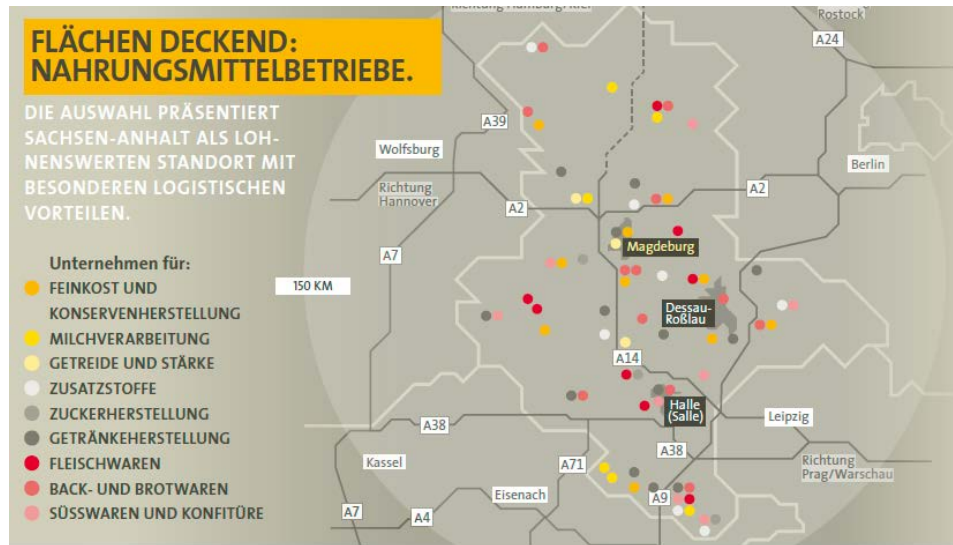 Richtung Hamburg/Kiel
Rostock
FLÄCHEN DECKEND:
NAHRUNGSMITTELBETRIEBE.
A24
DIE AUSWAHL PRÄSENTIERT
SACHSEN-ANHALT ALS LOH-
NENSWERTEN STANDORT MIT
BESONDEREN LOGISTISCHEN
VORTEILEN.
A39
Wolfsburg
Berlin
Richtung
Hannover
A2
A2
A7
Magdeburg
150 KM
Dessau-
Roßlau
A14
Halle
(Salle)
Leipzig
A38
A38
Kassel
A71
Richtung
Prag/Warschau
Eisenach
A9
A7
A4
Unternehmen für:
FEINKOST UND
KONSERVENHERSTELLUNG
MILCHVERARBEITUNG
GETREIDE UND STÄRKE
ZUSATZSTOFFE
ZUCKERHERSTELLUNG
GETRÄNKEHERSTELLUNG
FLEISCHWAREN
BACK- UND BROTWAREN
SÜSSWAREN UND KONFITÜRE